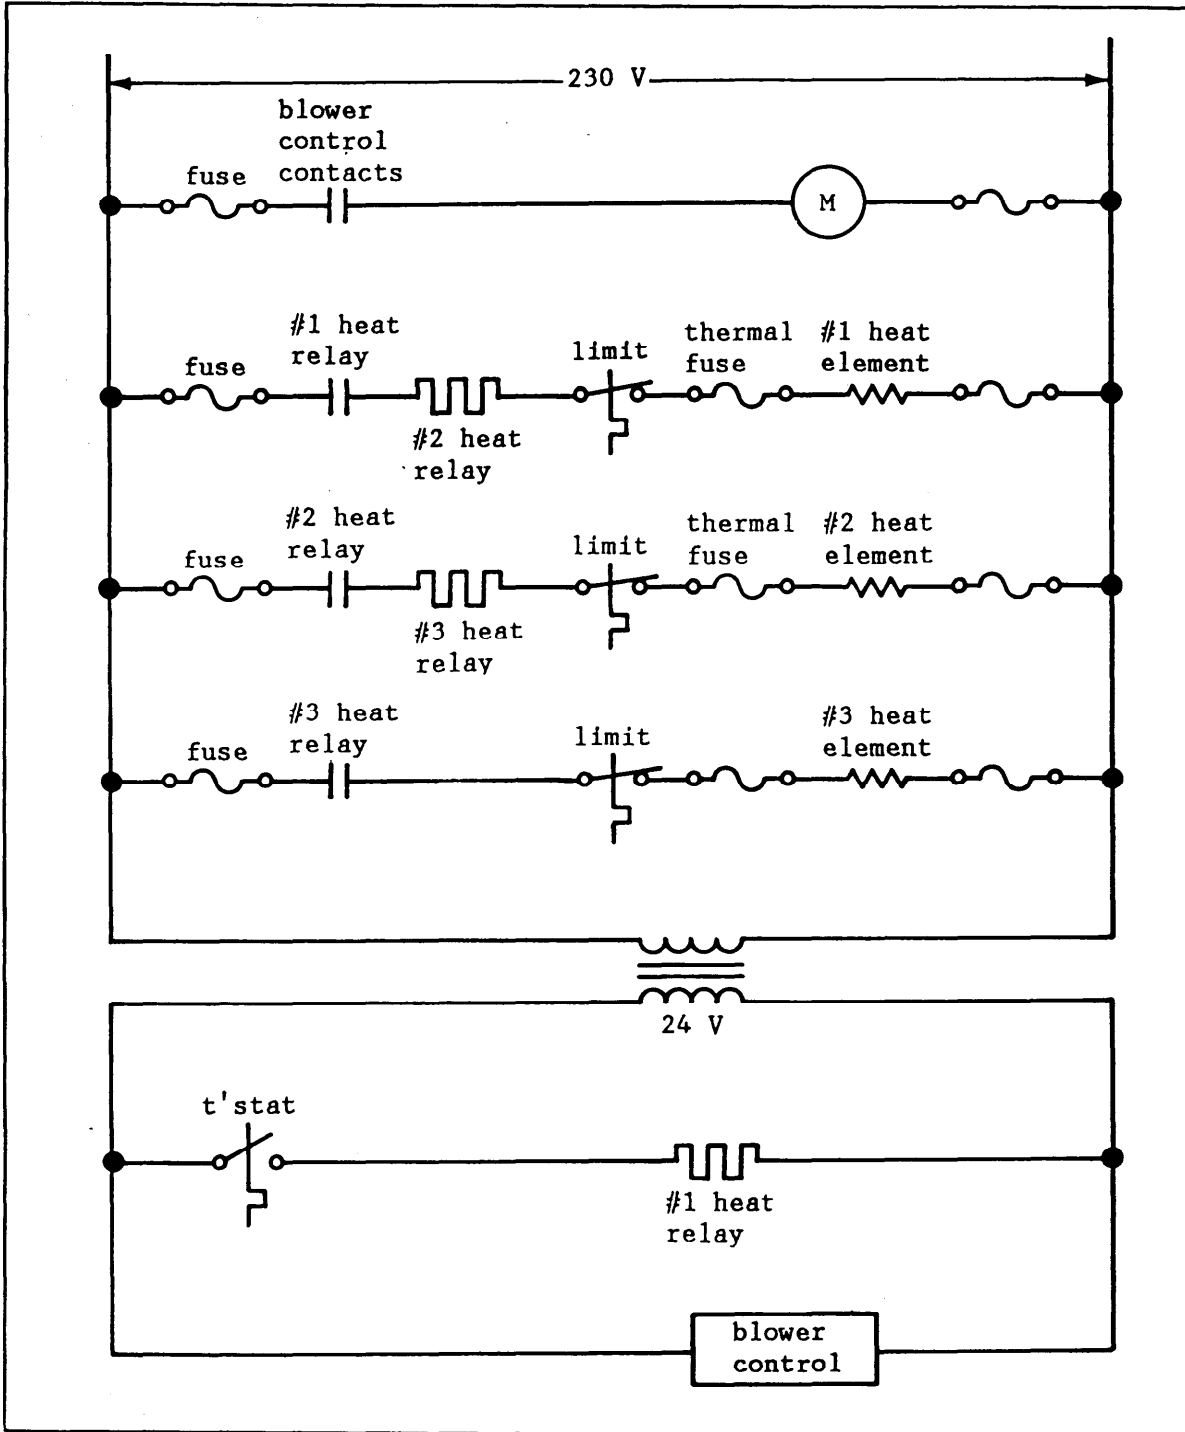 230 V
blower
control
contacts
fuse
M
#1 heat
relay
fuse
limit
thermal
fuse
#1 heat
element
#2 heat
relay
#2 heat
relay
fuse
limit
thermal
fuse
#2 heat
element
#3 heat
relay
#3 heat
relay
fuse
limit
#3 heat
element
24 V
t'stat
#1 heat
relay
blower
control